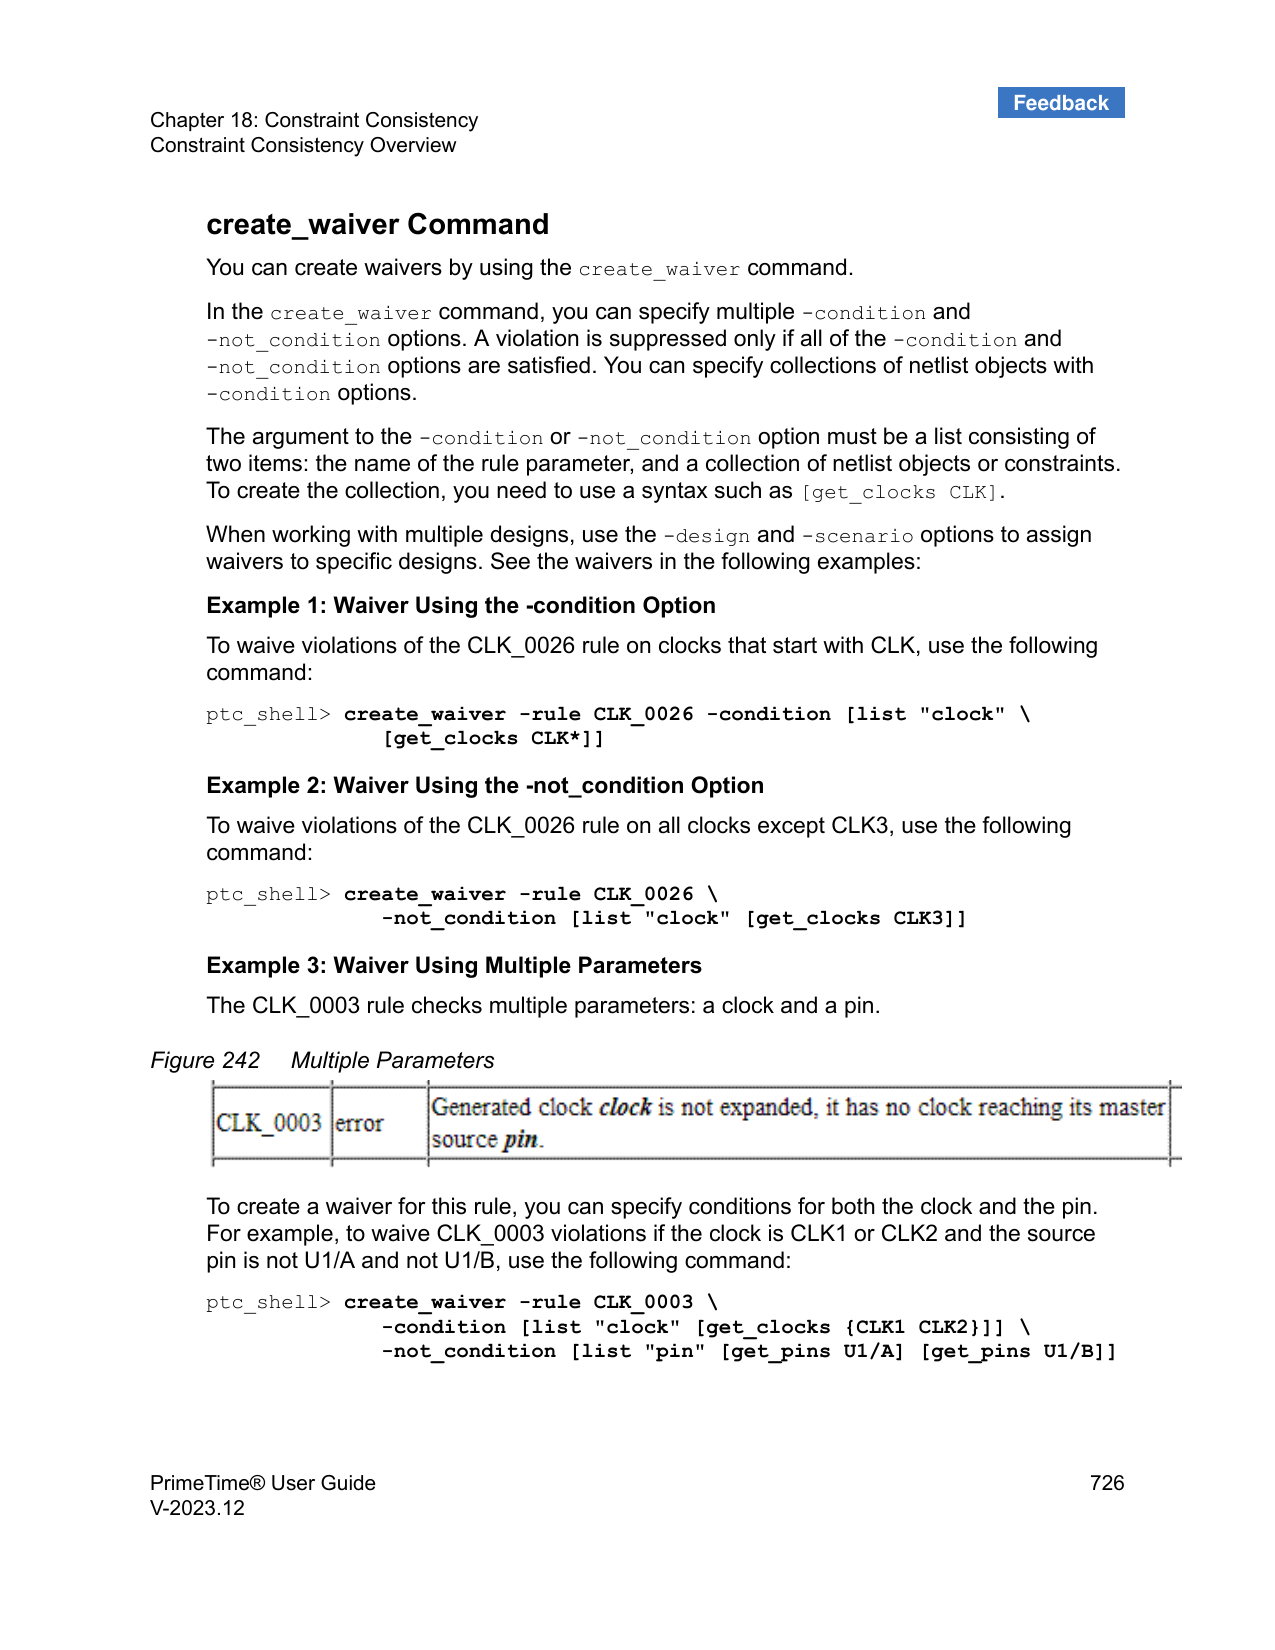 Feedback
Chapter 18: Constraint Consistency
Constraint Consistency Overview
create_waiver Command
You can create waivers by using the create_waiver command.
In the create_waiver command, you can specify multiple -condition and
-not_condition options. A violation is suppressed only if all of the -condition and
-not_condition options are satisfied. You can specify collections of netlist objects with
-condition options.
The argument to the -condition or -not_condition option must be a list consisting of
two items: the name of the rule parameter, and a collection of netlist objects or constraints.
To create the collection, you need to use a syntax such as [get_clocks CLK].
When working with multiple designs, use the -design and -scenario options to assign
waivers to specific designs. See the waivers in the following examples:
Example 1: Waiver Using the -condition Option
To waive violations of the CLK_0026 rule on clocks that start with CLK, use the following
command:
ptc_shell> create_waiver -rule CLK_0026 -condition [list "clock" \
[get_clocks CLK*]]
Example 2: Waiver Using the -not_condition Option
To waive violations of the CLK_0026 rule on all clocks except CLK3, use the following
command:
ptc_shell> create_waiver -rule CLK_0026 \
-not_condition [list "clock" [get_clocks CLK3]]
Example 3: Waiver Using Multiple Parameters
The CLK_0003 rule checks multiple parameters: a clock and a pin.
Figure 242 Multiple Parameters
CLK_0003 error Generated clock clock is not expanded, it has no clock reaching its master
source pin.
To create a waiver for this rule, you can specify conditions for both the clock and the pin.
For example, to waive CLK_0003 violations if the clock is CLK1 or CLK2 and the source
pin is not U1/A and not U1/B, use the following command:
ptc_shell> create_waiver -rule CLK_0003 \
-condition [list "clock" [get_clocks {CLK1 CLK2}]] \
-not_condition [list "pin" [get_pins U1/A] [get_pins U1/B]]
PrimeTime® User Guide 726
V-2023.12